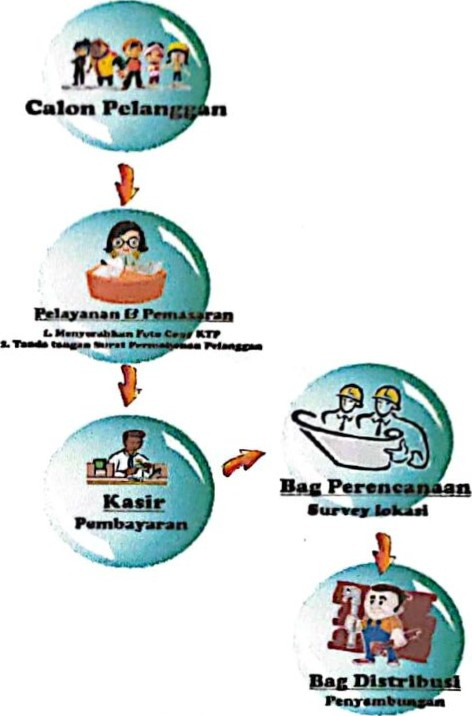 Calon Pelanggan
Pelayanan & Pemasaran
1. Menyerahkan Foto Copy KTP
2. Tanda tangan Surat Permohonan Pelanggan
Kasir
Pembayaran
Bag Perencanaan
Survey lokasi
Bag Distribusi
Penyambungan